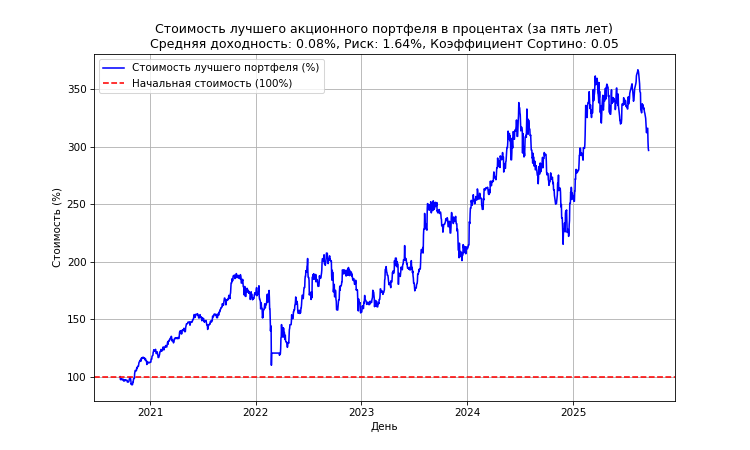 Стоимость лучшего акционного портфеля в процентах (за пять лет)
Средняя доходность: 0.08%, Риск: 1.64%, Коэффициент Сортино: 0.05
Стоимость лучшего портфеля (%)
Начальная стоимость (100%)
Стоимость (%)
350
300
250
200
150
100
2021
2022
2023
2024
2025
День